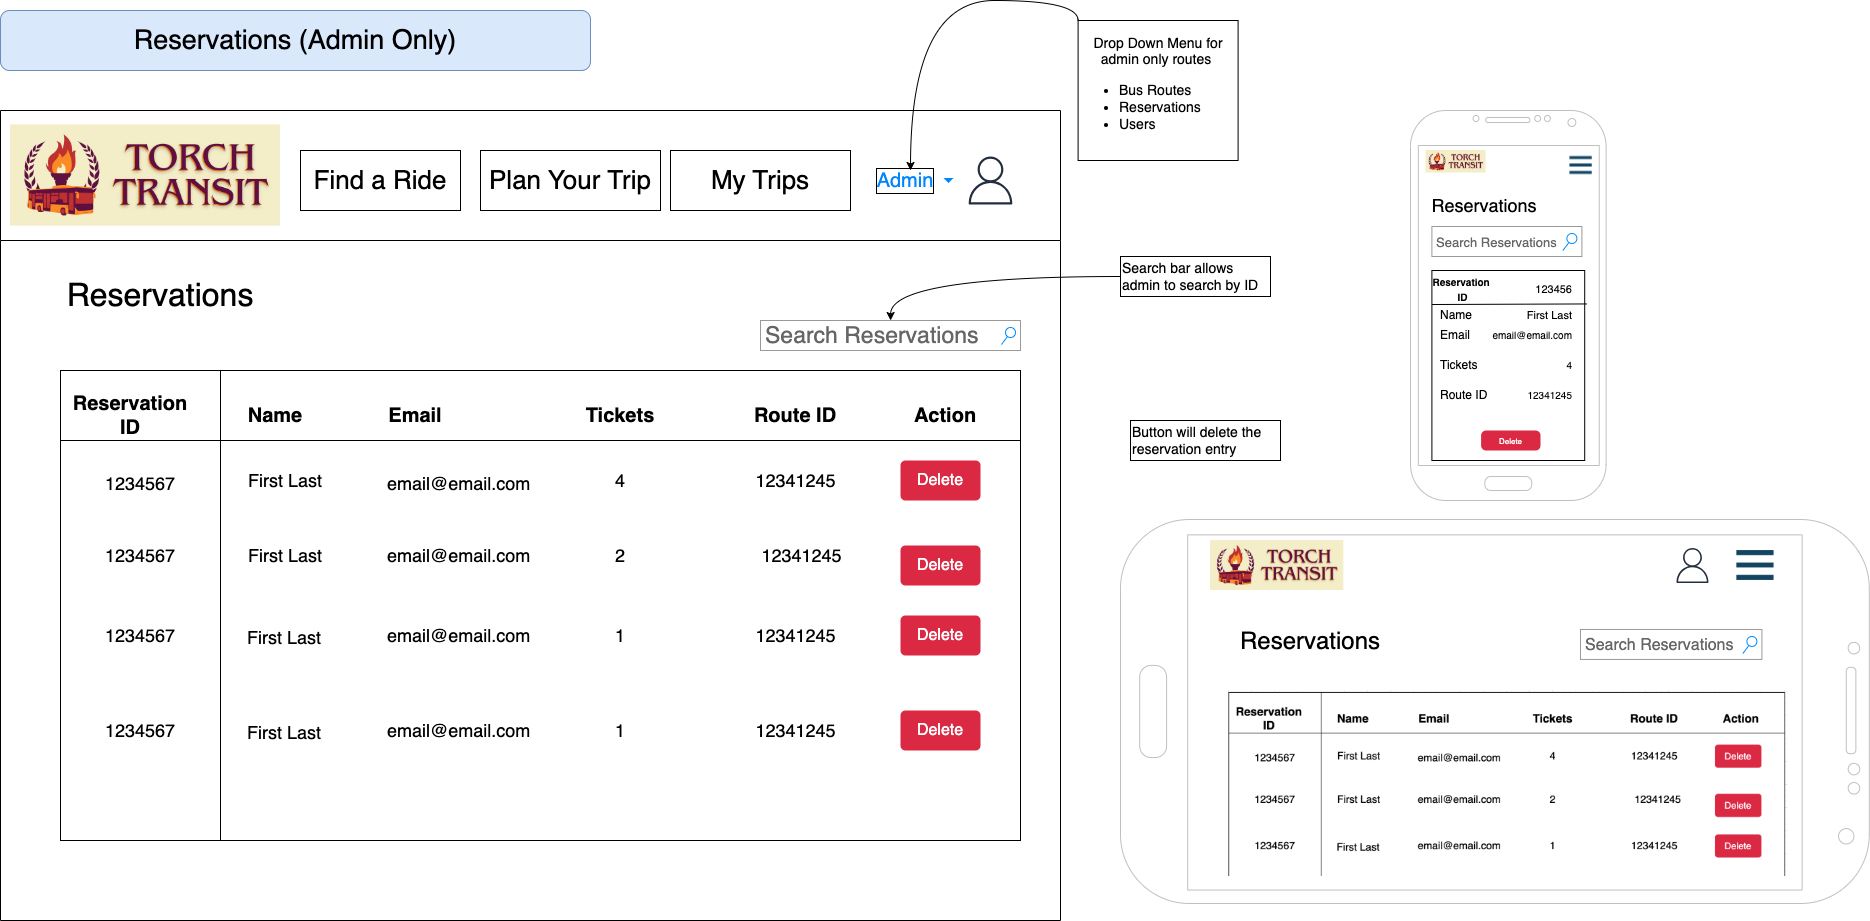 Reservations (Admin Only)
Drop Down Menu for
admin only routes
• Bus Routes
• Reservations
• Users
TORCH
TRANSIT
Find a Ride
Plan Your Trip
My Trips
Admin
Reservations
Search bar allows
admin to search by ID
Search Reservations
Reservation
ID
Name
Email
Tickets
Route ID
Action
1234567 First Last email@email.com 4 12341245 Delete
1234567 First Last email@email.com 2 12341245 Delete
1234567 First Last email@email.com 1 12341245 Delete
1234567 First Last email@email.com 1 12341245 Delete
Button will delete the
reservation entry
TORCH
TRANSIT
Reservations
Search Reservations
Reservation
ID
123456
Name First Last
Email email@email.com
Tickets 4
Route ID 12341245
Delete
TORCH
TRANSIT
Reservations
Search Reservations
Reservation
ID
Name
Email
Tickets
Route ID
Action
1234567 First Last email@email.com 4 12341245 Delete
1234567 First Last email@email.com 2 12341245 Delete
1234567 First Last email@email.com 1 12341245 Delete